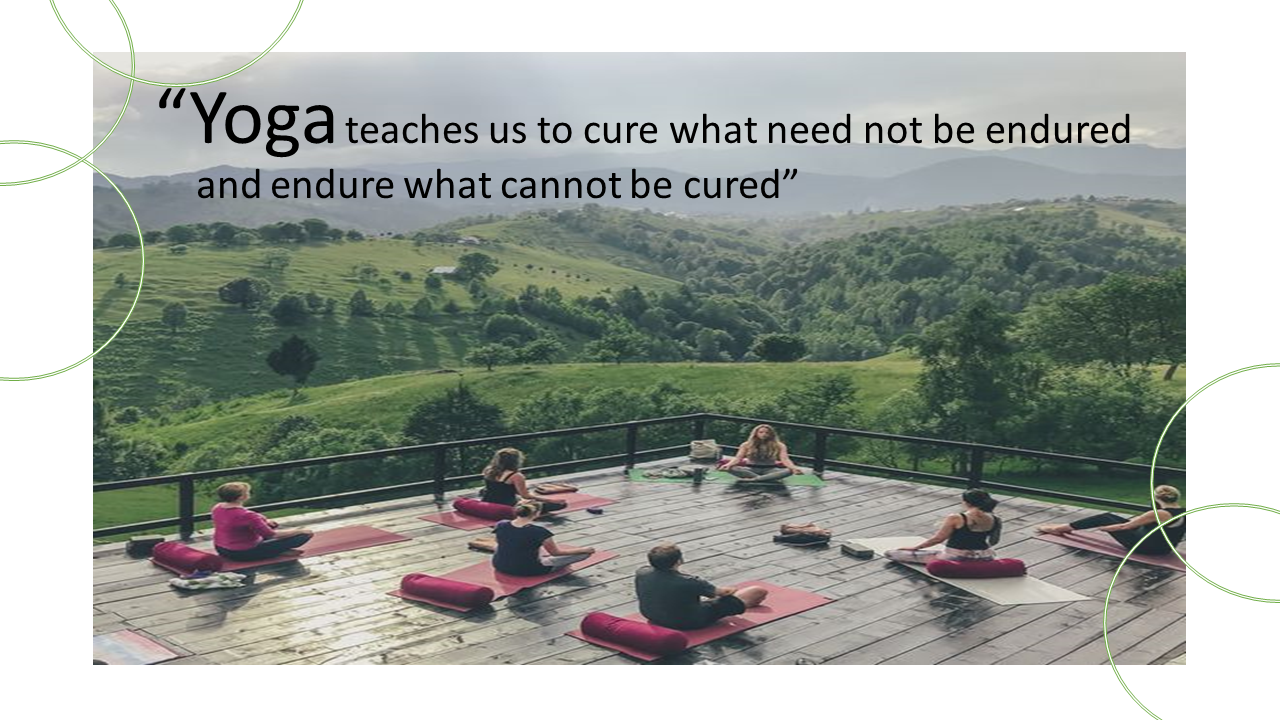 “Yoga teaches us to cure what need not be endured
and endure what cannot be cured”